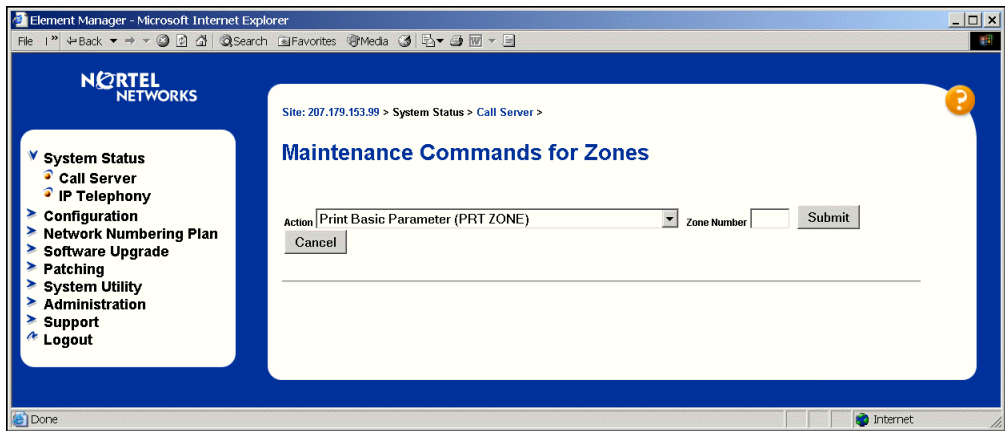 Element Manager - Microsoft Internet Explorer
File Back Search Favorites Media
NORTEL
NETWORKS
Site: 207.179.153.99 > System Status > Call Server >
Maintenance Commands for Zones
System Status
Call Server
IP Telephony
Configuration
Network Numbering Plan
Software Upgrade
Patching
System Utility
Administration
Support
Logout
Action Print Basic Parameter (PRT ZONE) Zone Number Submit
Cancel
Done Internet